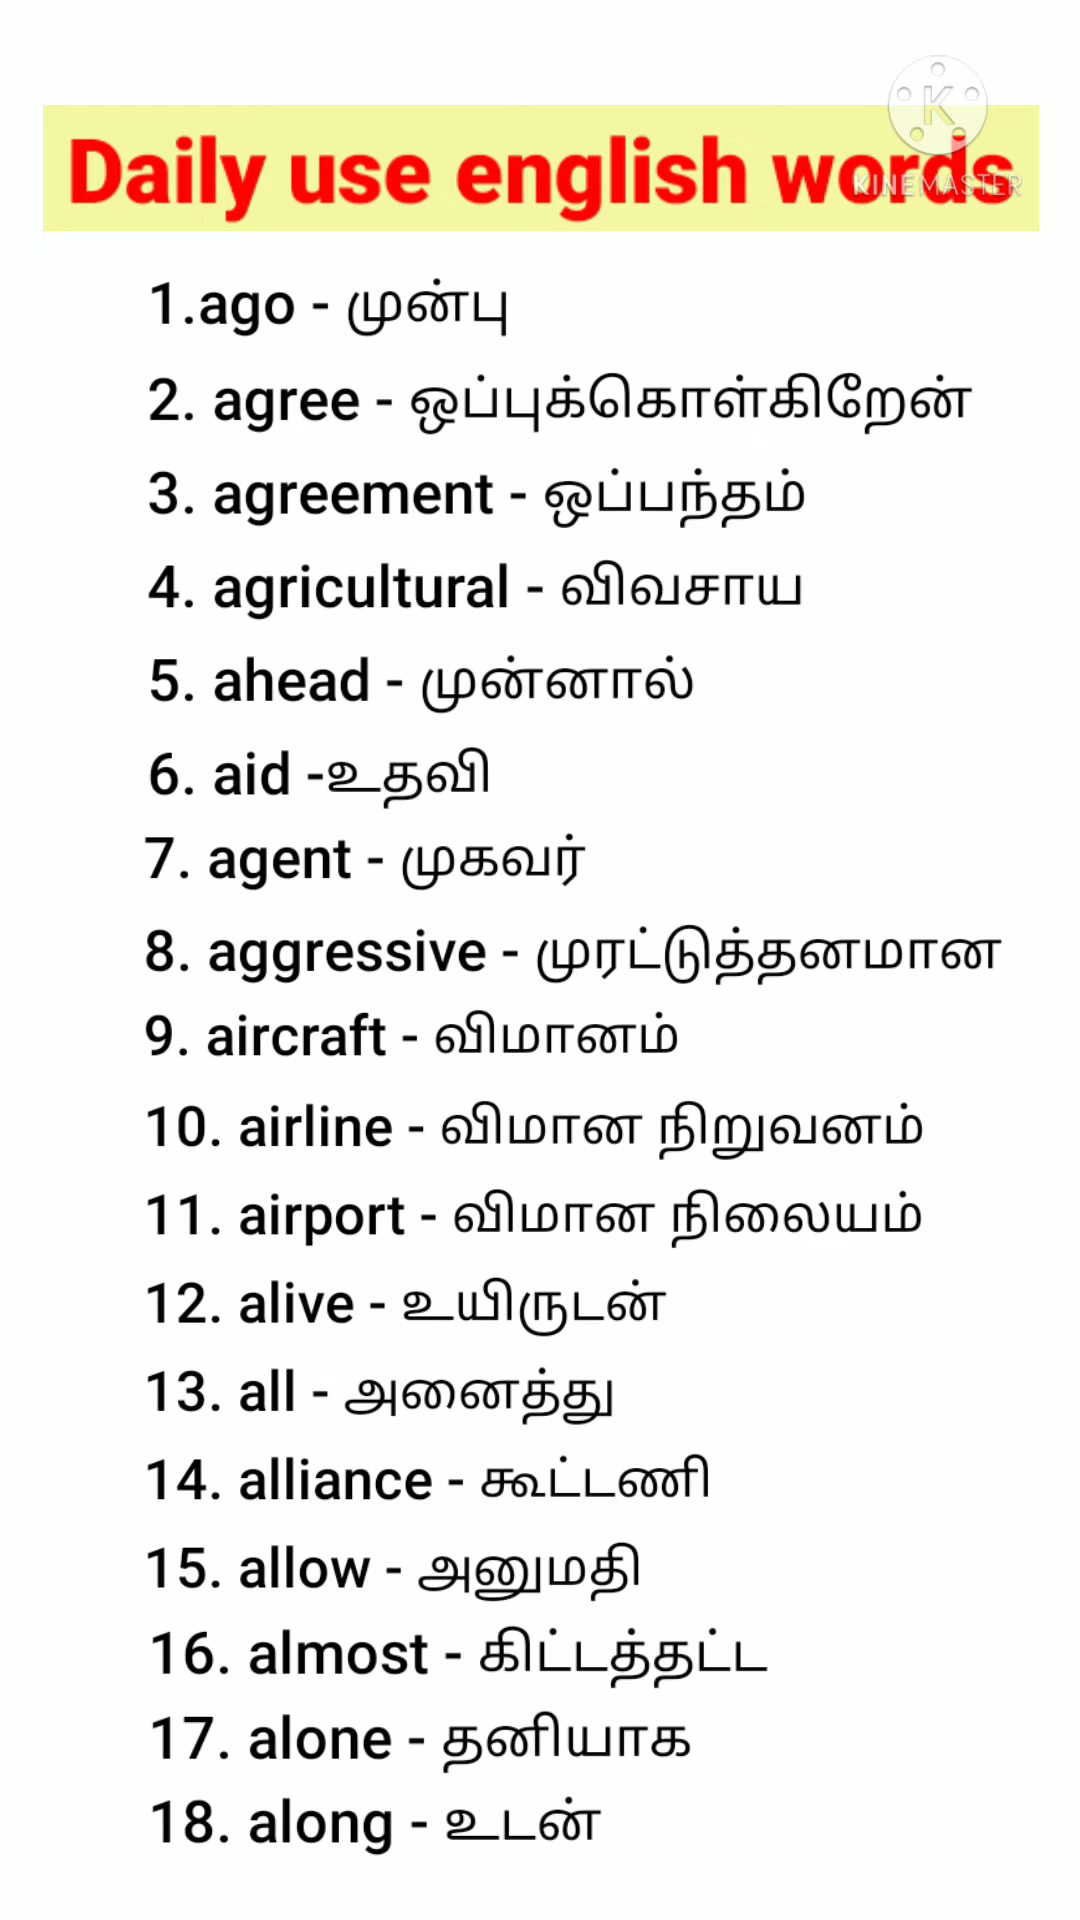 Daily use english words
KINEMASTER
1.ago - முன்பு
2. agree - ஒப்புக்கொள்கிறேன்
3. agreement - ஒப்பந்தம்
4. agricultural - விவசாய
5. ahead - முன்னால்
6. aid -உதவி
7. agent - முகவர்
8. aggressive - முரட்டுத்தனமான
9. aircraft - விமானம்
10. airline - விமான நிறுவனம்
11. airport - விமான நிலையம்
12. alive - உயிருடன்
13. all - அனைத்து
14. alliance - கூட்டணி
15. allow - அனுமதி
16. almost - கிட்டத்தட்ட
17. alone - தனியாக
18. along - உடன்